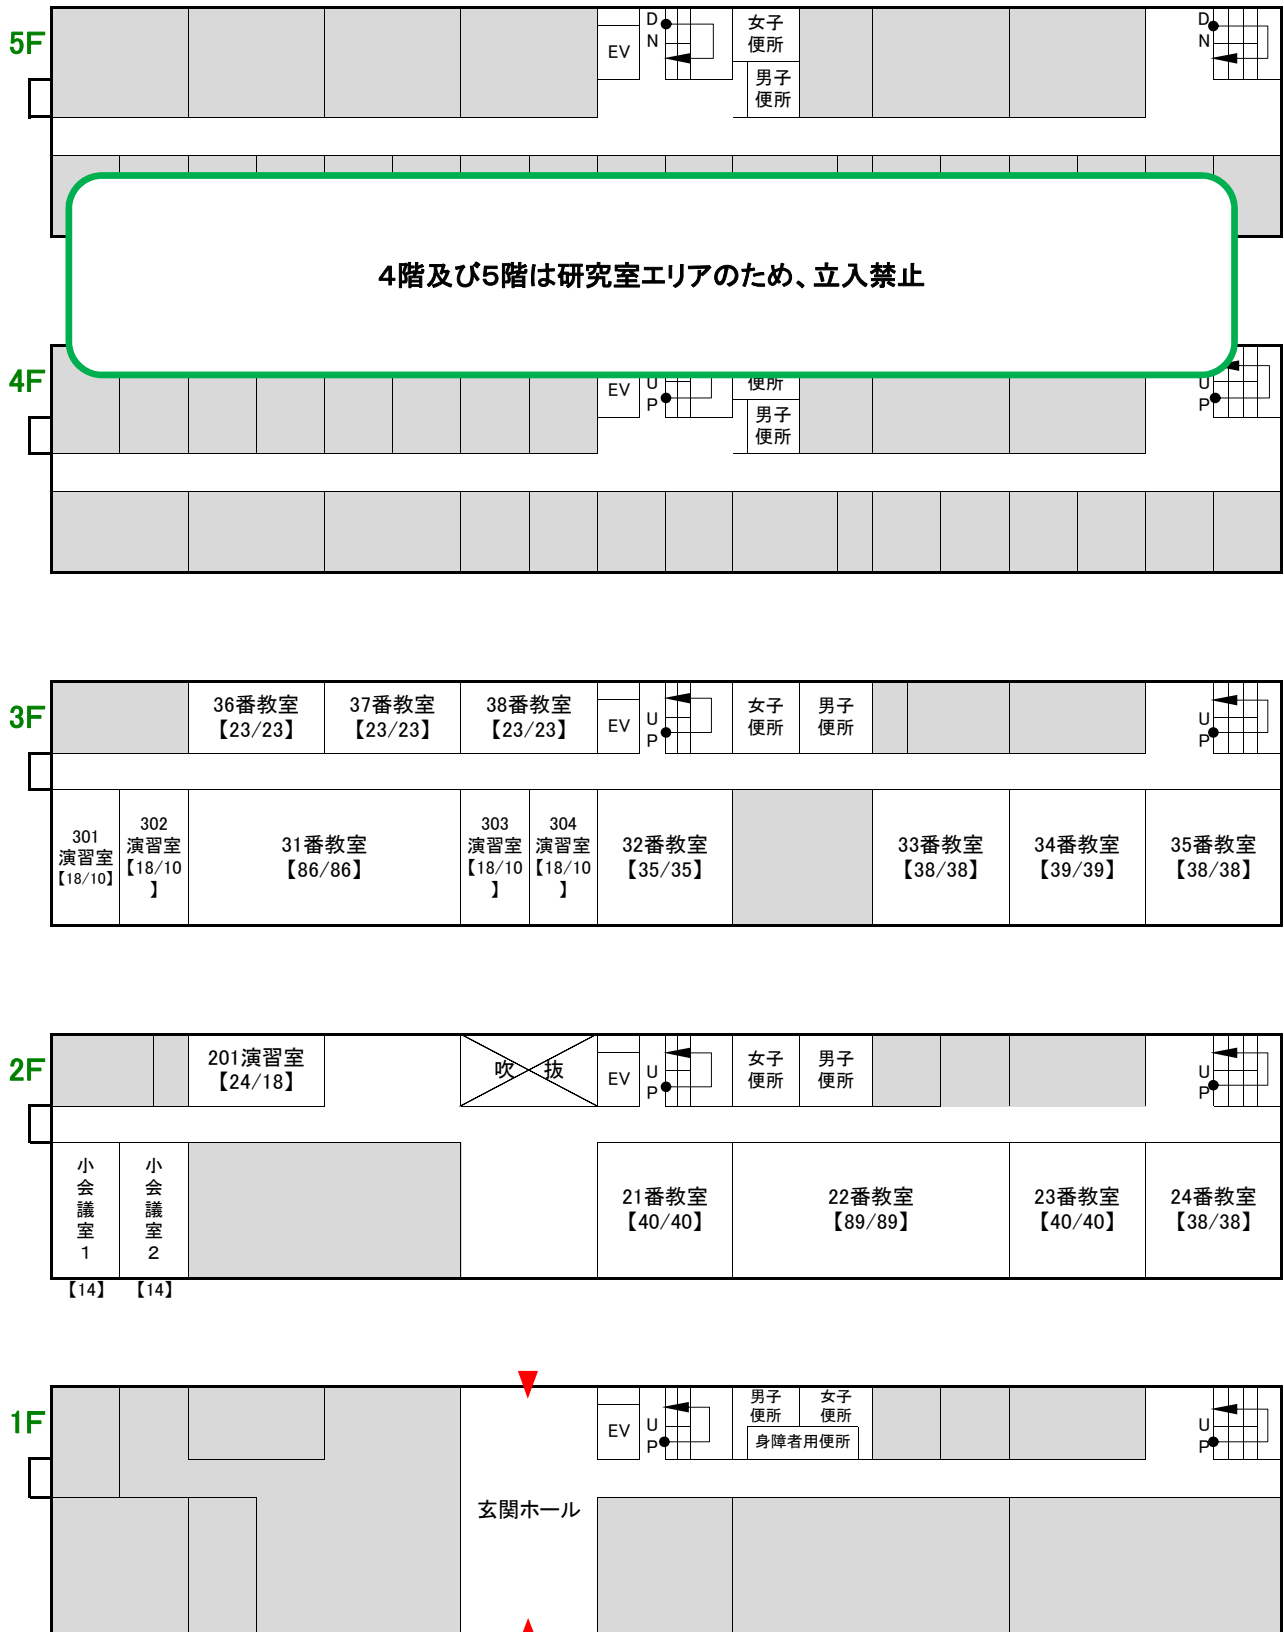 5F
EV
D
N
女子
便所
男子
便所
D
N
4階及び5階は研究室エリアのため、立入禁止
4F
EV
U
P
便所
男子
便所
U
P
3F
36番教室
【23/23】
37番教室
【23/23】
38番教室
【23/23】
EV
U
P
女子
便所
男子
便所
U
P
301
演習室
【18/10】
302
演習室
【18/10
】
31番教室
【86/86】
303
演習室
【18/10
】
304
演習室
【18/10
】
32番教室
【35/35】
33番教室
【38/38】
34番教室
【39/39】
35番教室
【38/38】
2F
201演習室
【24/18】
吹 抜
EV
U
P
女子
便所
男子
便所
U
P
小
会
議
室
1
【14】
小
会
議
室
2
【14】
21番教室
【40/40】
22番教室
【89/89】
23番教室
【40/40】
24番教室
【38/38】
1F
EV
U
P
男子
便所
女子
便所
身障者用便所
U
P
玄関ホール